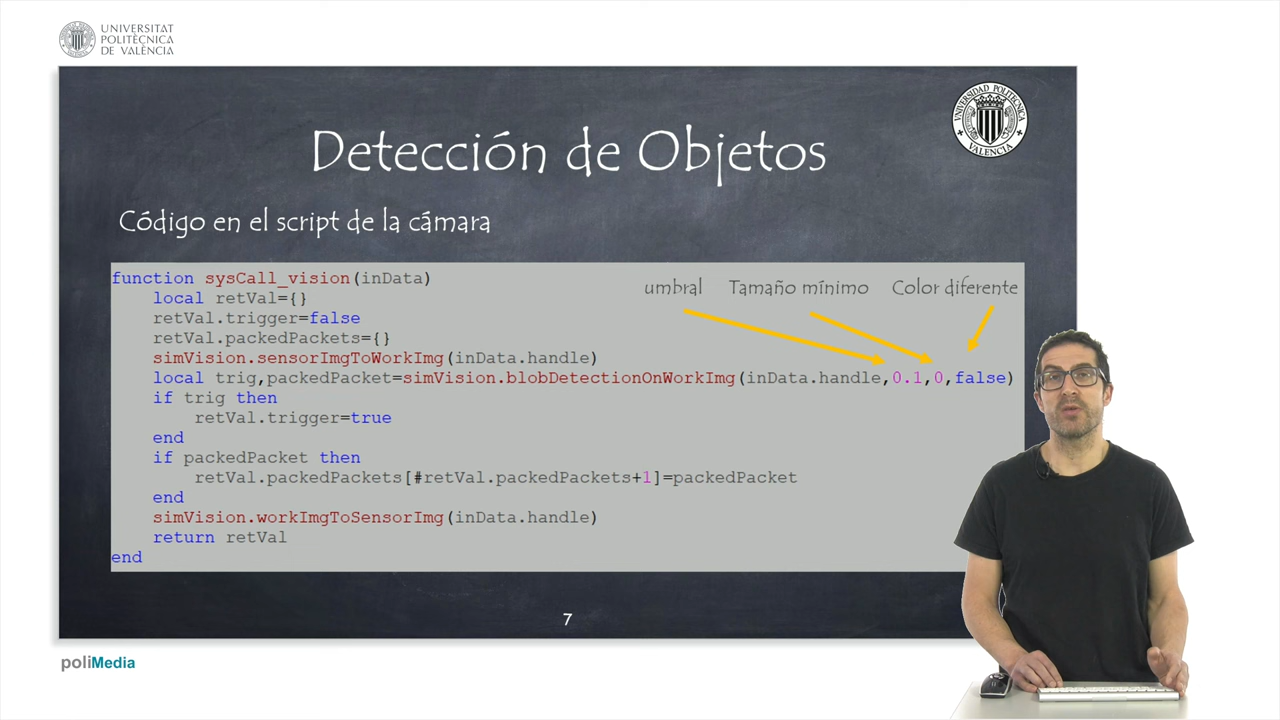 UNIVERSITAT
POLITÈCNICA
DE VALÈNCIA
UNIVERSIDAD POLITECNICA
VALENCIA
Detección de Objetos
Código en el script de la cámara
umbral Tamaño mínimo Color diferente
function sysCall_vision(inData)
    local retVal={}
    retVal.trigger=false
    retVal.packedPackets={}
    simVision.sensorImgToWorkImg(inData.handle)
    local trig,packedPacket=simVision.blobDetectionOnWorkImg(inData.handle,0.1,0,false)
    if trig then
        retVal.trigger=true
    end
    if packedPacket then
        retVal.packedPackets[#retVal.packedPackets+1]=packedPacket
    end
    simVision.workImgToSensorImg(inData.handle)
    return retVal
end
7
poliMedia